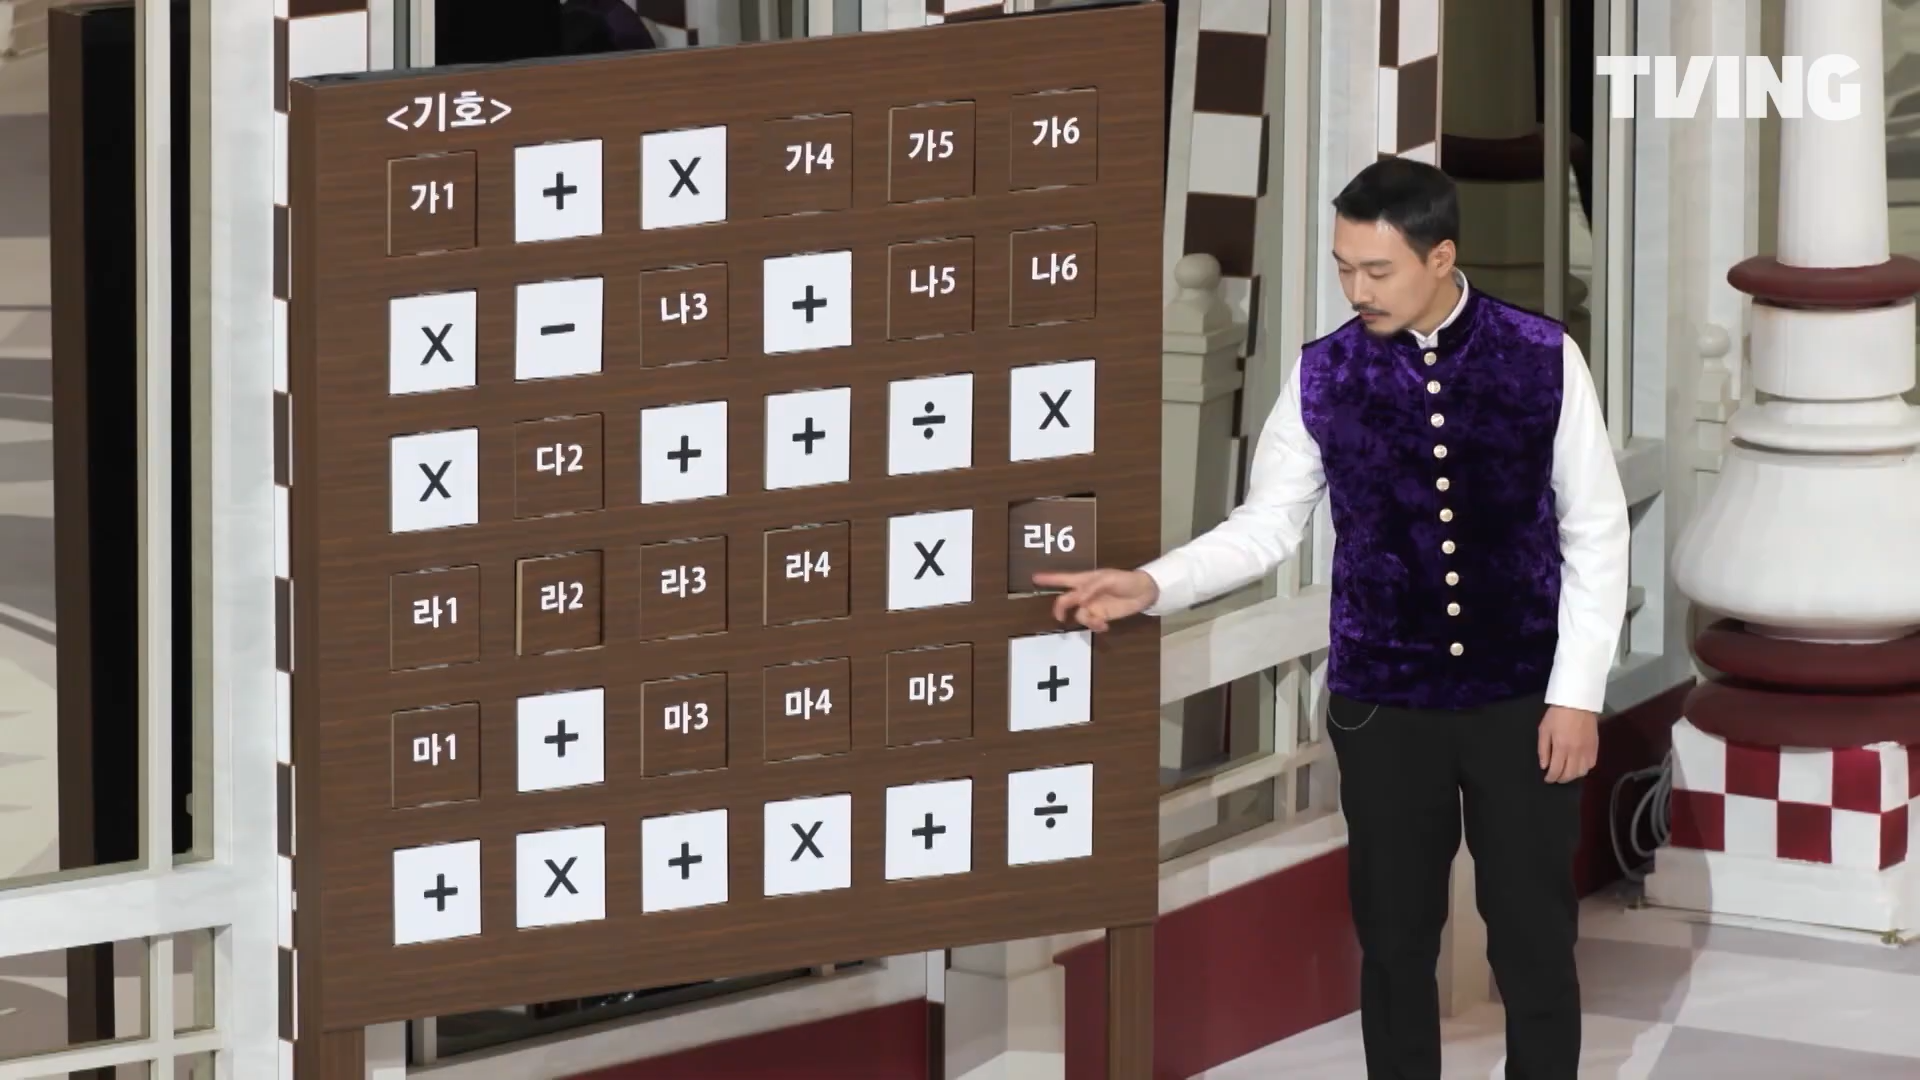 TVING
<기호>
가1 + X 가4 가5 가6
X - 나3 + 나5 나6
X 다2 + + ÷ X
라1 라2 라3 라4 X 라6
마1 + 마3 마4 마5 +
+ X + X + ÷